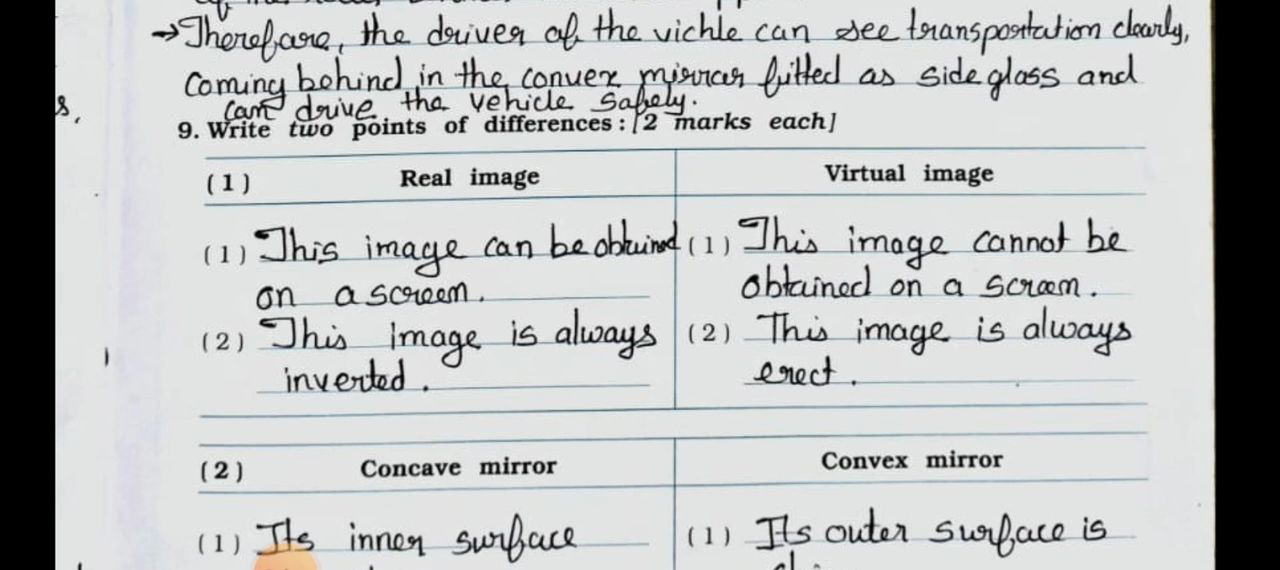 →Therefore, the driver of the vichle can see transportation clearly,
Coming behind in the convex mirror fitted as side glass and
can drive the vehicle safely.
s,
9. Write two points of differences : [2 marks each]
(1) Real image Virtual image
(1) This image can be obtained (1) This image cannot be
on a screen. obtained on a screen.
(2) This image is always (2) This image is always
inverted. erect.
(2) Concave mirror Convex mirror
(1) Its inner surface (1) Its outer surface is